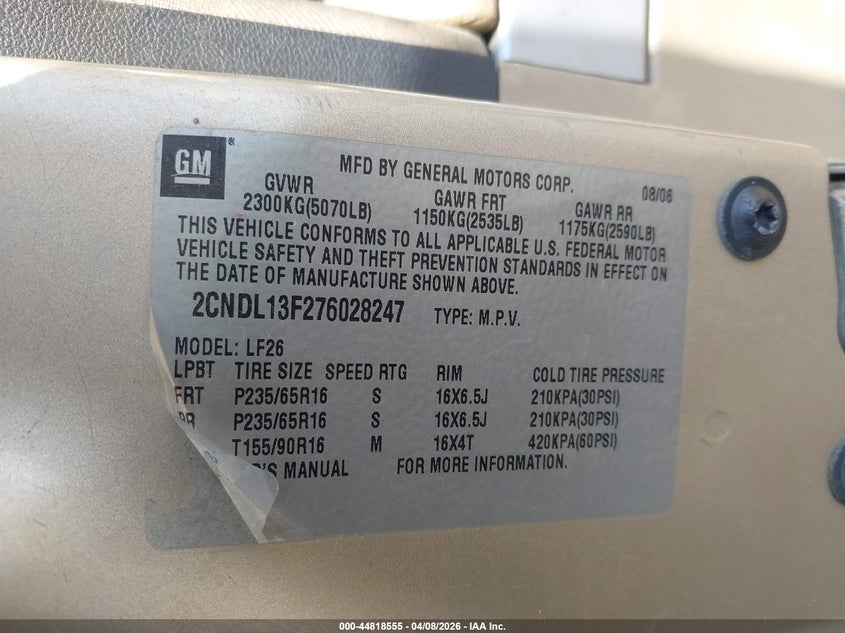 GM®
MFD BY GENERAL MOTORS CORP. 08/06
GVWR GAWR FRT GAWR RR
2300KG(5070LB) 1150KG(2535LB) 1175KG(2590LB)
THIS VEHICLE CONFORMS TO ALL APPLICABLE U.S. FEDERAL MOTOR
VEHICLE SAFETY AND THEFT PREVENTION STANDARDS IN EFFECT ON
THE DATE OF MANUFACTURE SHOWN ABOVE.
2CNDL13F276028247 TYPE: M.P.V.
MODEL: LF26
LPBT TIRE SIZE SPEED RTG RIM COLD TIRE PRESSURE
FRT P235/65R16 S 16X6.5J 210KPA(30PSI)
RR P235/65R16 S 16X6.5J 210KPA(30PSI)
T155/90R16 M 16X4T 420KPA(60PSI)
'S MANUAL FOR MORE INFORMATION.
000-44818555 - 04/08/2026 - IAA Inc.